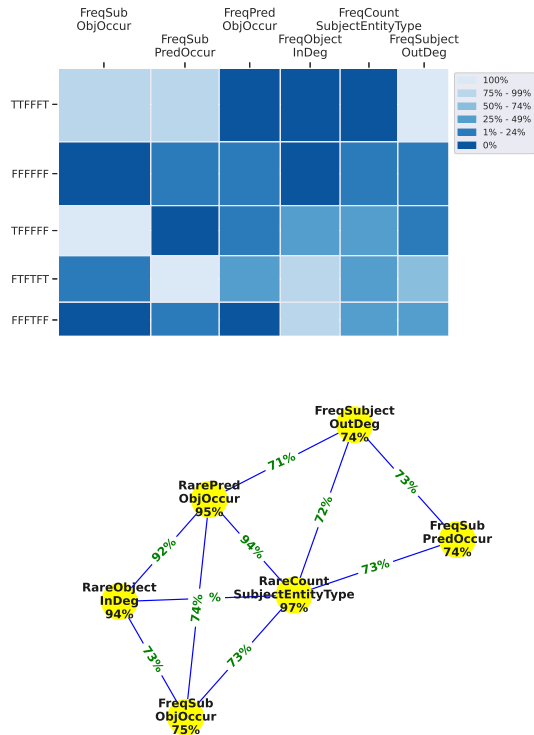 FreqSub
ObjOccur
FreqSub
PredOccur
FreqPred
ObjOccur
FreqObject
InDeg
FreqCount
SubjectEntityType
FreqSubject
OutDeg
TTFFFT
FFFFFF
TFFFFF
FTFTFT
FFFTFF
100%
75% - 99%
50% - 74%
25% - 49%
1% - 24%
0%
FreqSubject
OutDeg
74%
71%
RarePred
ObjOccur
95%
73%
72%
FreqSub
PredOccur
74%
92%
94%
73%
RareObject
InDeg
94%
74%
%
RareCount
SubjectEntityType
97%
73%
73%
FreqSub
ObjOccur
75%